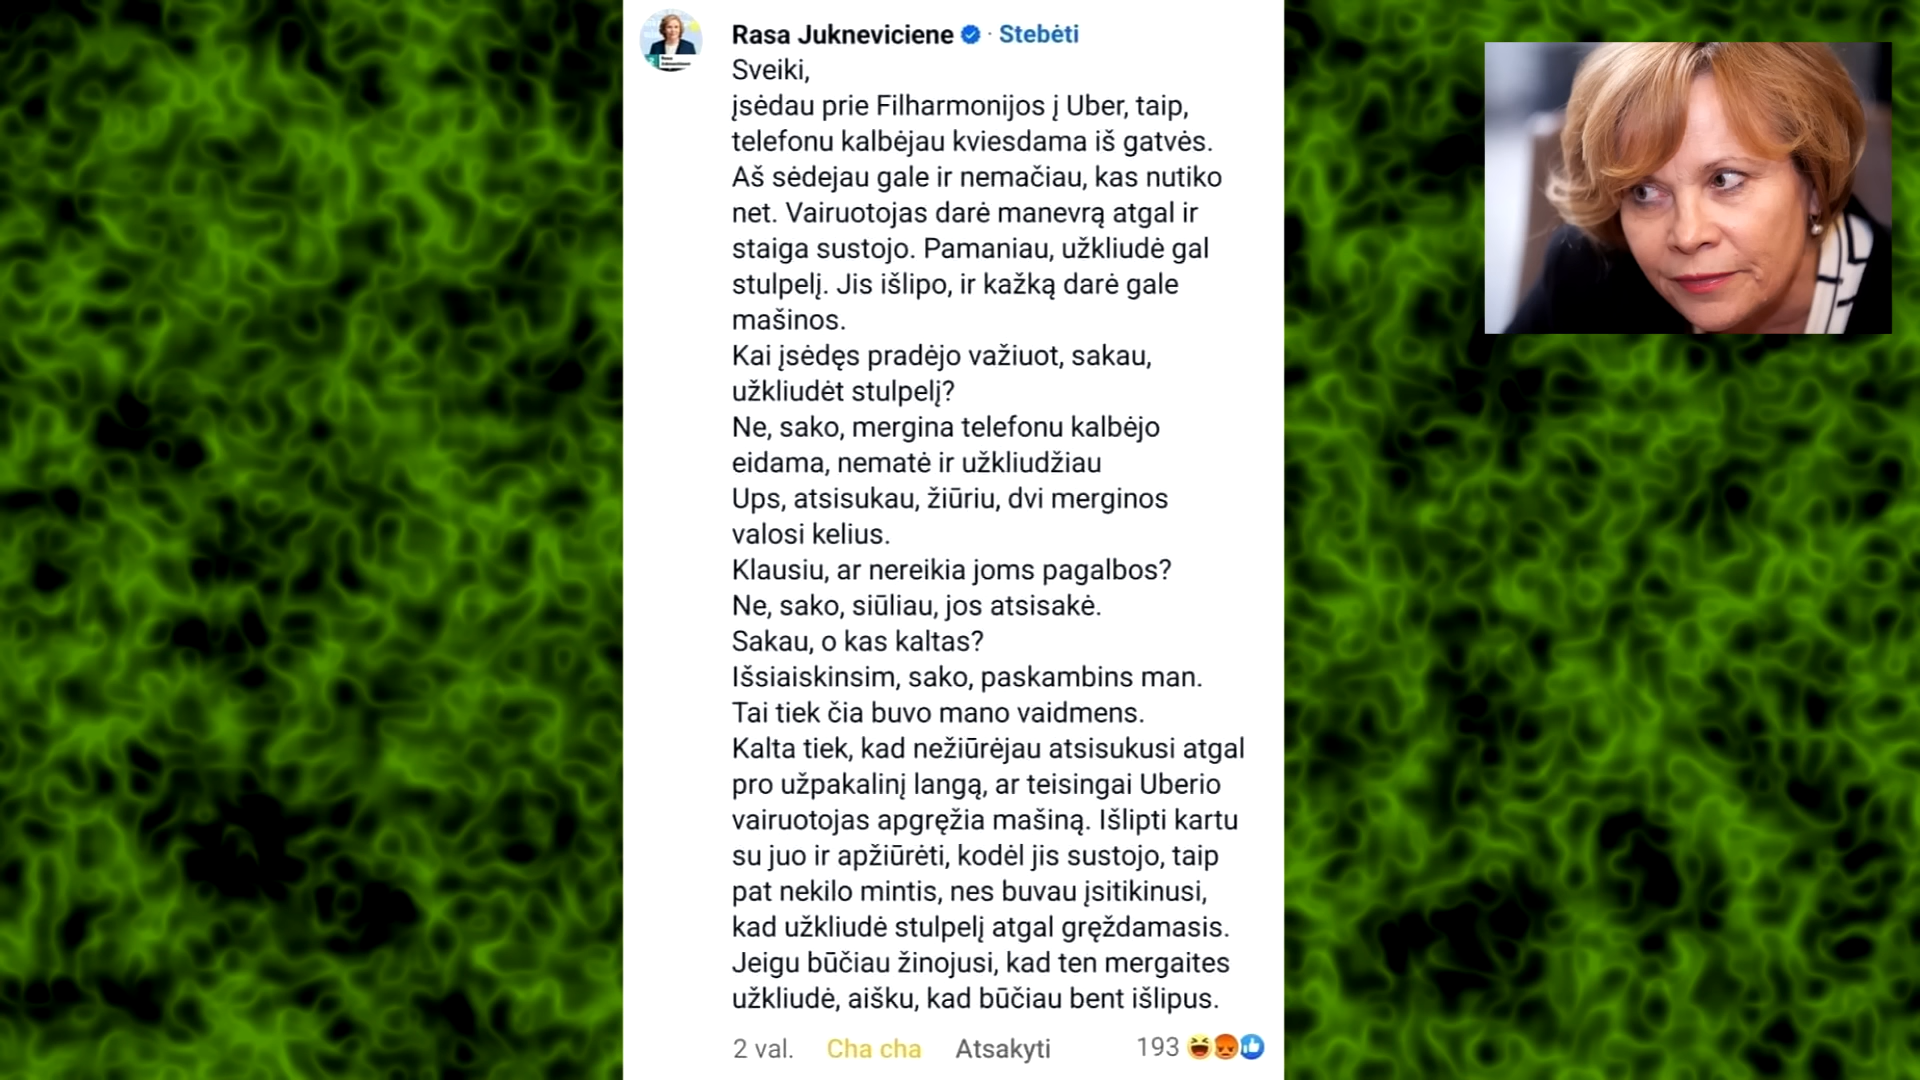 Rasa Jukneviciene · Stebėti
Sveiki,
įsėdau prie Filharmonijos į Uber, taip,
telefonu kalbėjau kviesdama iš gatvės.
Aš sėdejau gale ir nemačiau, kas nutiko
net. Vairuotojas darė manevrą atgal ir
staiga sustojo. Pamaniau, užkliudė gal
stulpelį. Jis išlipo, ir kažką darė gale
mašinos.
Kai įsėdęs pradėjo važiuot, sakau,
užkliudėt stulpelį?
Ne, sako, mergina telefonu kalbėjo
eidama, nematė ir užkliudžiau
Ups, atsisukau, žiūriu, dvi merginos
valosi kelius.
Klausiu, ar nereikia joms pagalbos?
Ne, sako, siūliau, jos atsisakė.
Sakau, o kas kaltas?
Išsiaiskinsim, sako, paskambins man.
Tai tiek čia buvo mano vaidmens.
Kalta tiek, kad nežiūrėjau atsisukusi atgal
pro užpakalinį langą, ar teisingai Uberio
vairuotojas apgręžia mašiną. Išlipti kartu
su juo ir apžiūrėti, kodėl jis sustojo, taip
pat nekilo mintis, nes buvau įsitikinusi,
kad užkliudė stulpelį atgal gręždamasis.
Jeigu būčiau žinojusi, kad ten mergaites
užkliudė, aišku, kad būčiau bent išlipus.
2 val. Cha cha Atsakyti 193